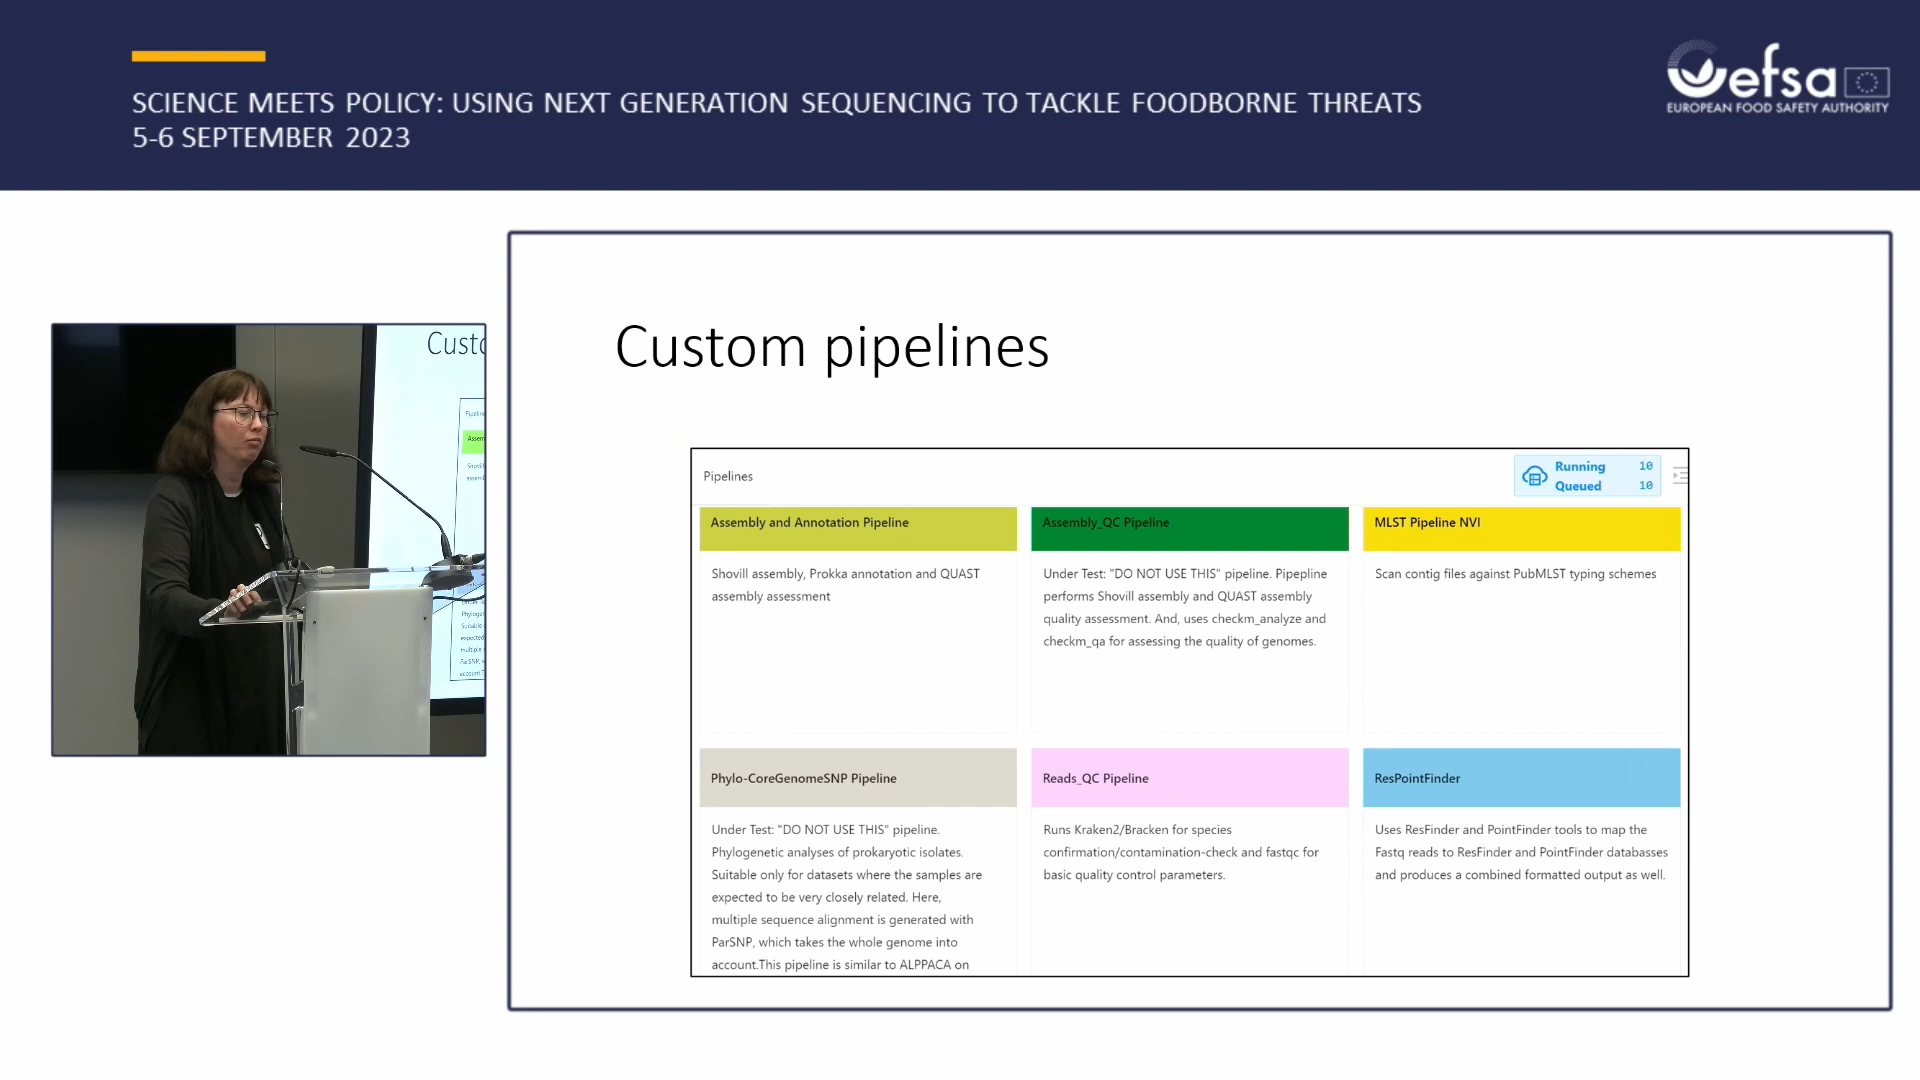 SCIENCE MEETS POLICY: USING NEXT GENERATION SEQUENCING TO TACKLE FOODBORNE THREATS
5-6 SEPTEMBER 2023
efsa
EUROPEAN FOOD SAFETY AUTHORITY
Custom pipelines
Pipelines
Running 10
Queued 10
Assembly and Annotation Pipeline
Shovill assembly, Prokka annotation and QUAST
assembly assessment
Assembly_QC Pipeline
Under Test: "DO NOT USE THIS" pipeline. Pipepline
performs Shovill assembly and QUAST assembly
quality assessment. And, uses checkm_analyze and
checkm_qa for assessing the quality of genomes.
MLST Pipeline NVI
Scan contig files against PubMLST typing schemes
Phylo-CoreGenomeSNP Pipeline
Under Test: "DO NOT USE THIS" pipeline.
Phylogenetic analyses of prokaryotic isolates.
Suitable only for datasets where the samples are
expected to be very closely related. Here,
multiple sequence alignment is generated with
ParSNP, which takes the whole genome into
account.This pipeline is similar to ALPPACA on
Reads_QC Pipeline
Runs Kraken2/Bracken for species
confirmation/contamination-check and fastqc for
basic quality control parameters.
ResPointFinder
Uses ResFinder and PointFinder tools to map the
Fastq reads to ResFinder and PointFinder databasses
and produces a combined formatted output as well.
Custo